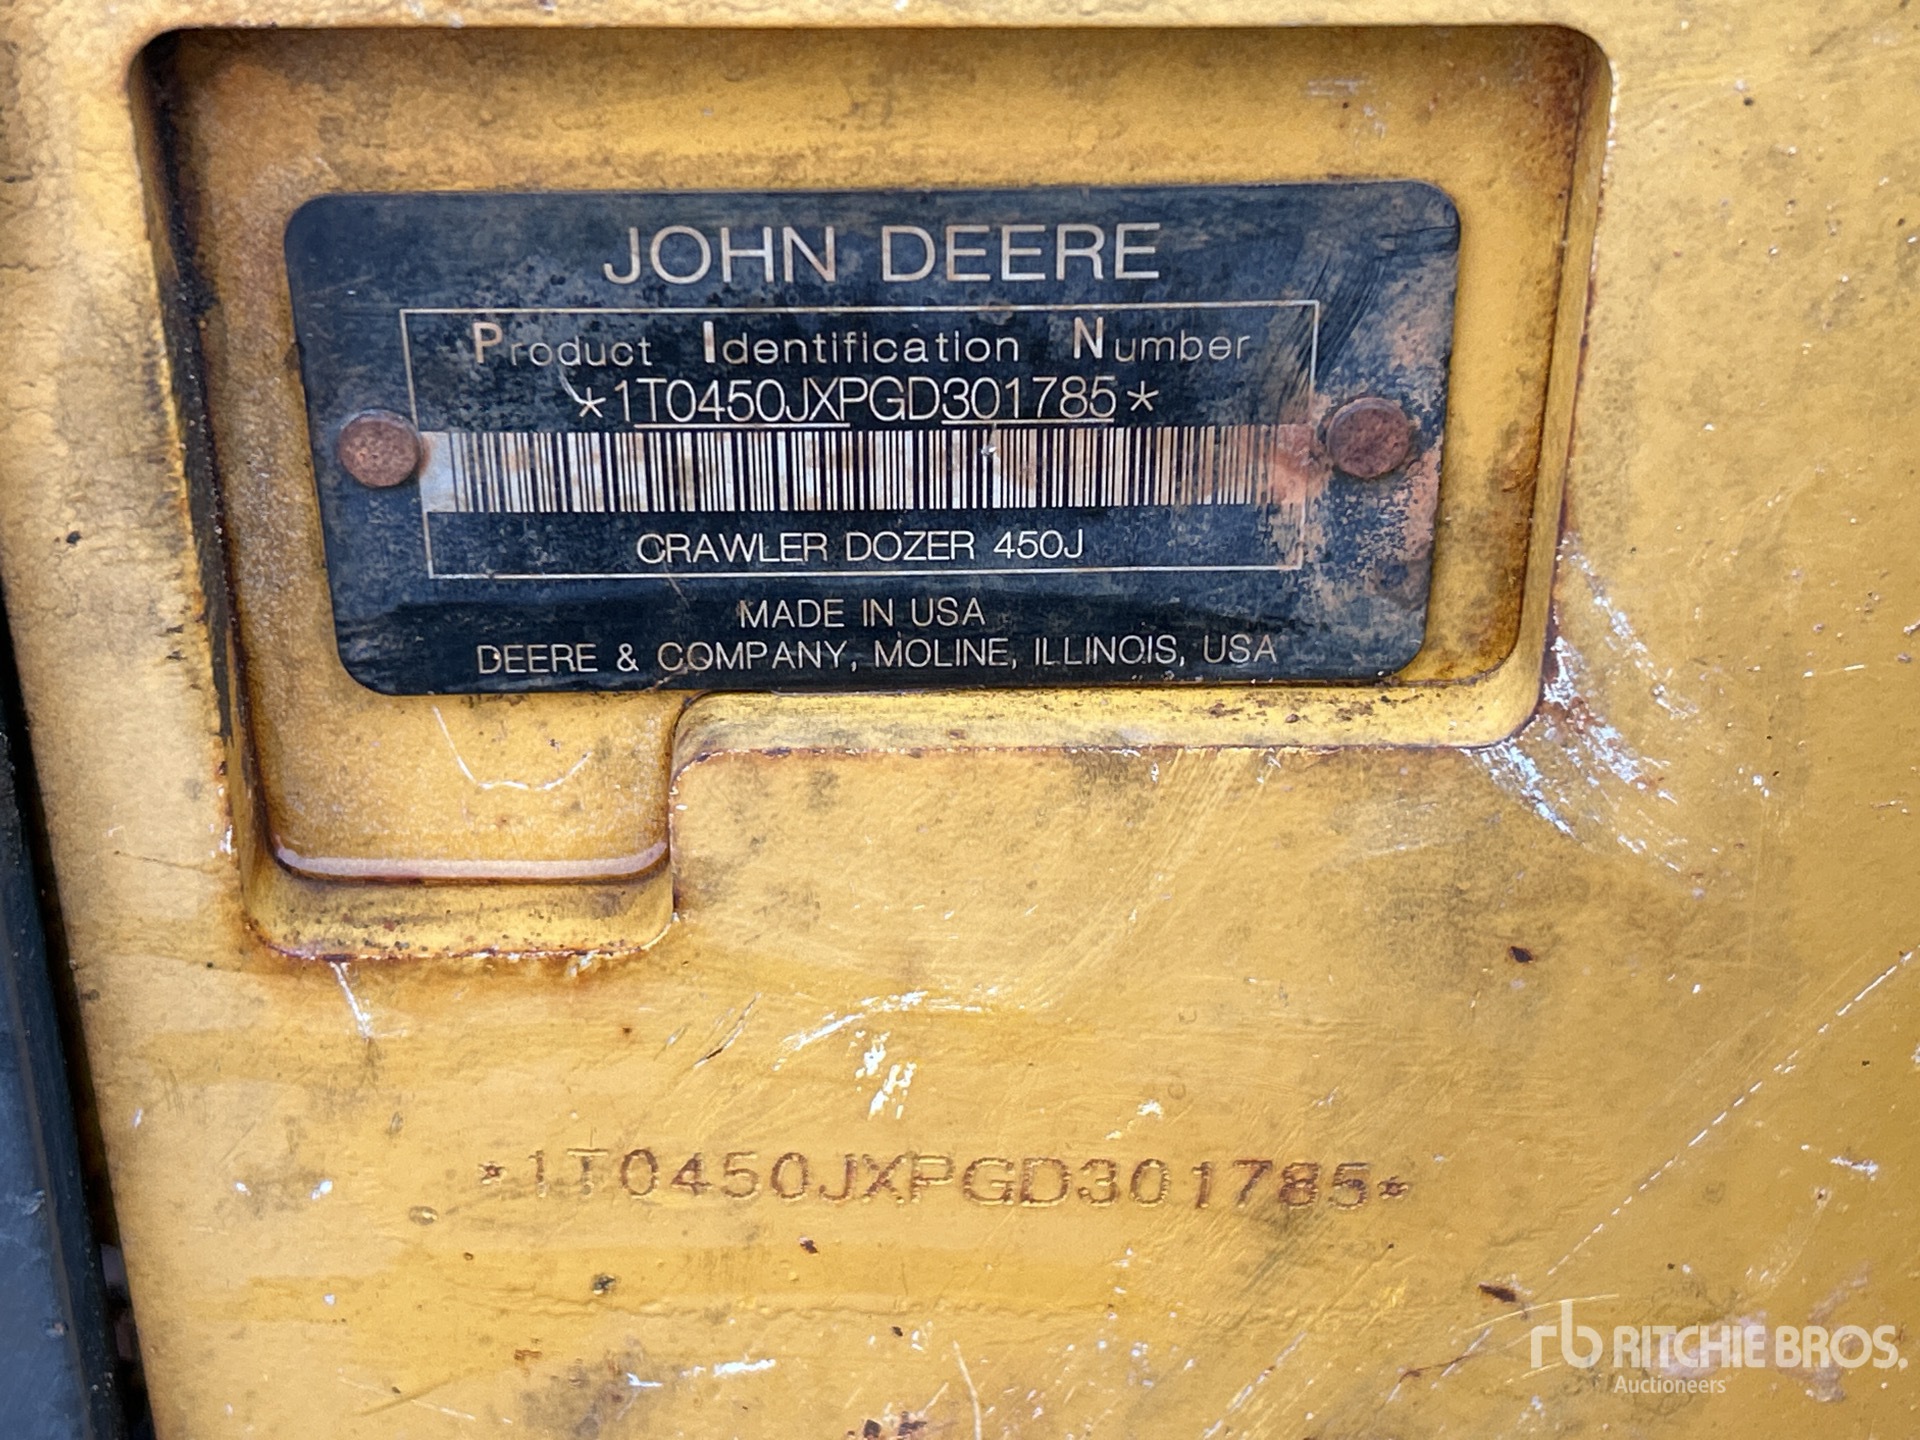 JOHN DEERE
Product Identification Number
*1T0450JXPGD301785*
CRAWLER DOZER 450J
MADE IN USA
DEERE & COMPANY, MOLINE, ILLINOIS, USA
*1T0450JXPGD301785*
rb RITCHIE BROS.
Auctioneers